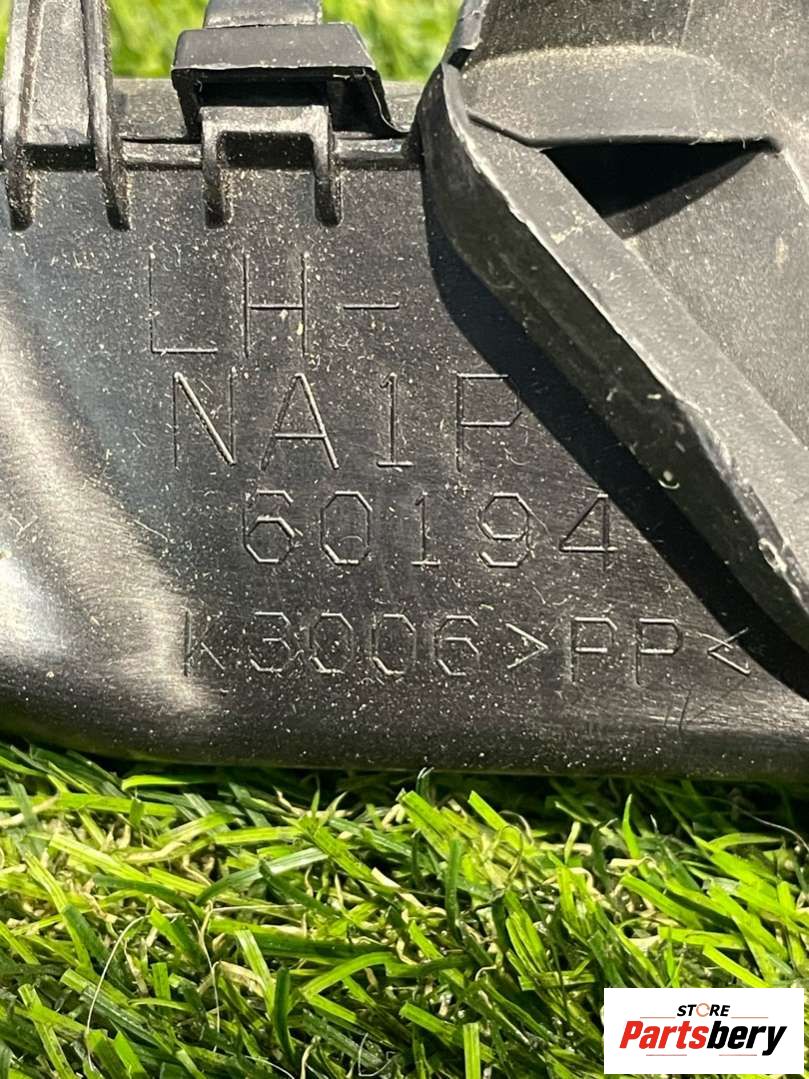 LH-
NA1P
60194
K3006>PP<
STORE
Partsbery